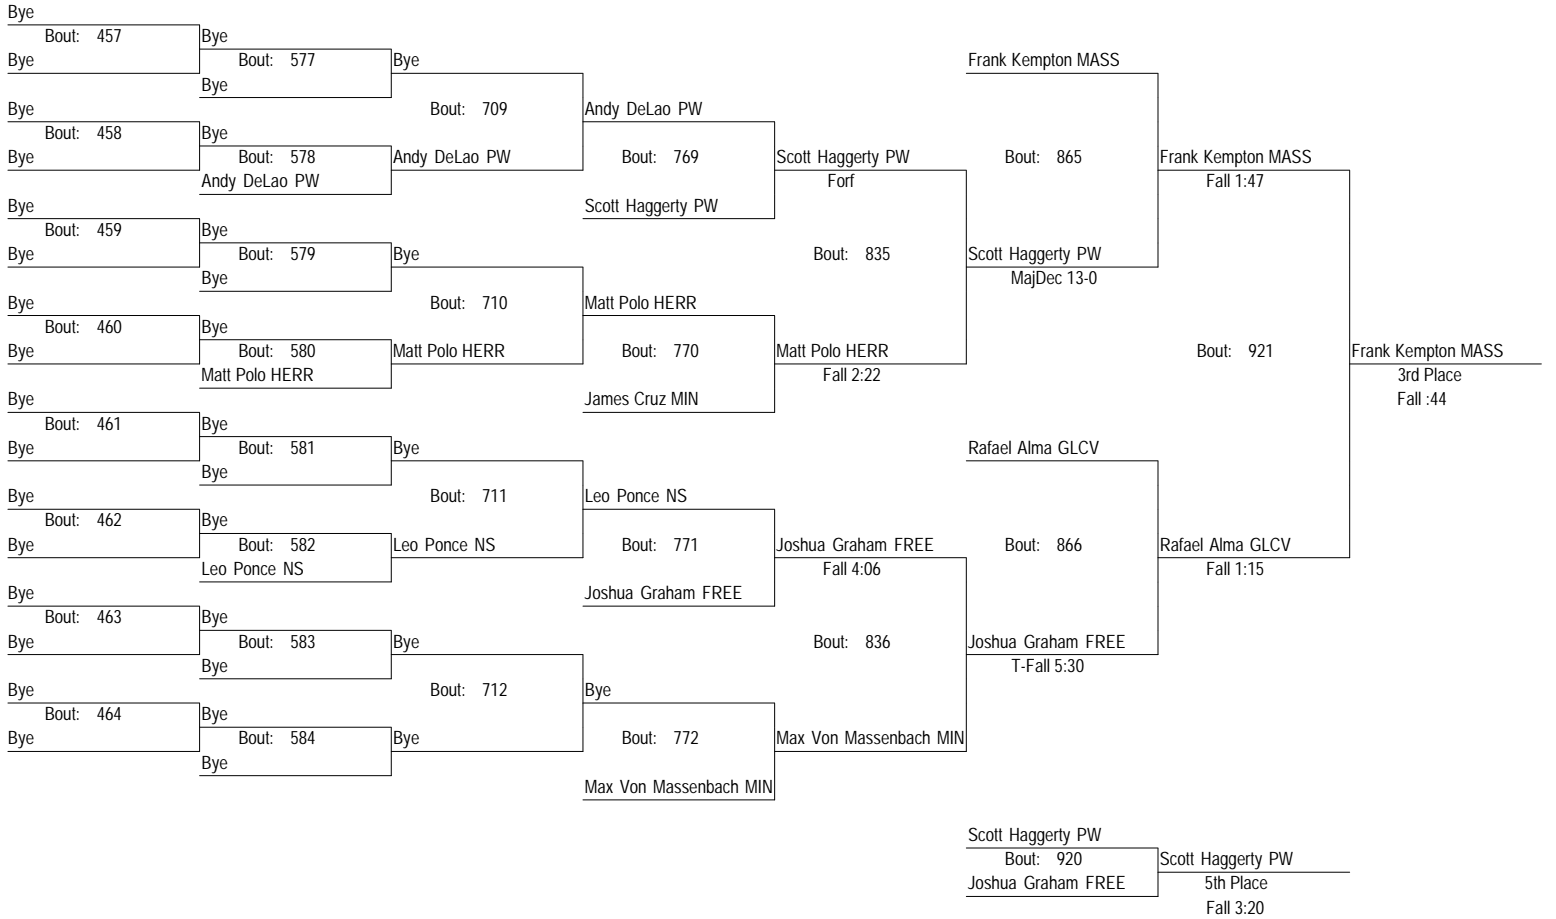 Bye
Bout: 457
Bye
Bye
Bout: 577
Bye
Bye
Bout: 709
Bye
Bout: 458
Bye
Bye
Bout: 578
Andy DeLao PW
Andy DeLao PW
Andy DeLao PW
Bout: 769
Scott Haggerty PW
Scott Haggerty PW
Forf
Bout: 835
Bye
Bout: 459
Bye
Bye
Bout: 579
Bye
Bye
Bout: 710
Bye
Bout: 460
Bye
Bye
Bout: 580
Matt Polo HERR
Matt Polo HERR
Matt Polo HERR
Bout: 770
James Cruz MIN
Matt Polo HERR
Fall 2:22
Frank Kempton MASS
Bout: 865
Scott Haggerty PW
MajDec 13-0
Frank Kempton MASS
Fall 1:47
Bout: 921
Frank Kempton MASS
3rd Place
Fall :44
Bye
Bout: 461
Bye
Bye
Bout: 581
Bye
Bye
Bout: 711
Bye
Bout: 462
Bye
Bye
Bout: 582
Leo Ponce NS
Leo Ponce NS
Leo Ponce NS
Bout: 771
Joshua Graham FREE
Joshua Graham FREE
Fall 4:06
Bout: 836
Bye
Bout: 463
Bye
Bye
Bout: 583
Bye
Bye
Bout: 712
Bye
Bout: 464
Bye
Bye
Bout: 584
Bye
Bye
Bye
Bout: 772
Max Von Massenbach MIN
Max Von Massenbach MIN
Rafael Alma GLCV
Bout: 866
Joshua Graham FREE
T-Fall 5:30
Rafael Alma GLCV
Fall 1:15
Scott Haggerty PW
Bout: 920
Joshua Graham FREE
Scott Haggerty PW
5th Place
Fall 3:20